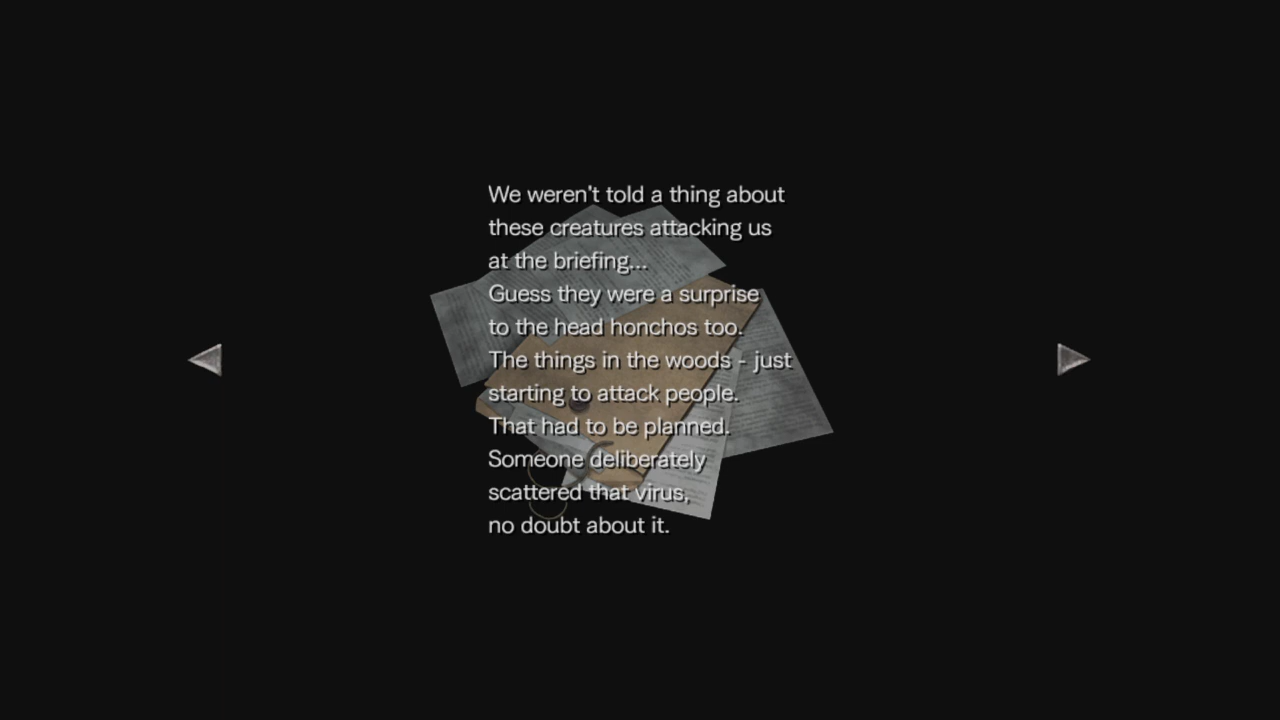 We weren't told a thing about
these creatures attacking us
at the briefing...
Guess they were a surprise
to the head honchos too.
The things in the woods - just
starting to attack people.
That had to be planned.
Someone deliberately
scattered that virus,
no doubt about it.